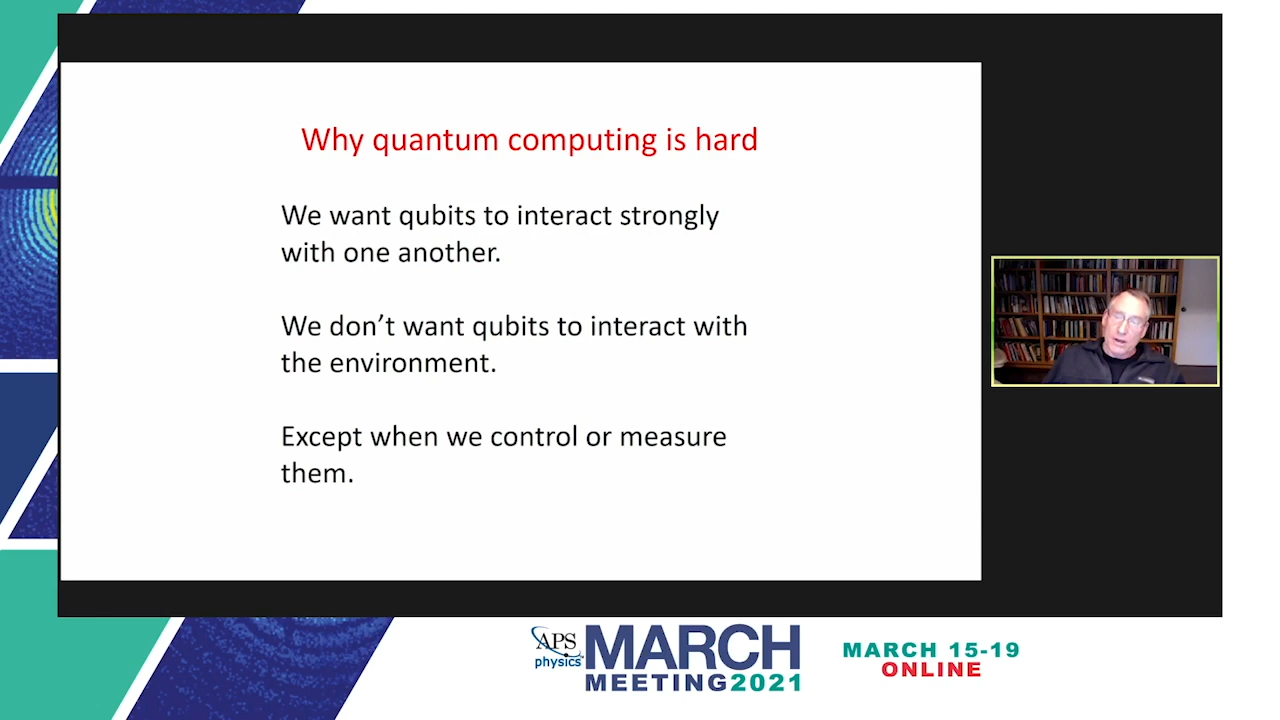 Why quantum computing is hard
We want qubits to interact strongly
with one another.
We don’t want qubits to interact with
the environment.
Except when we control or measure
them.
APS
physics
MARCH
MEETING2021
MARCH 15-19
ONLINE